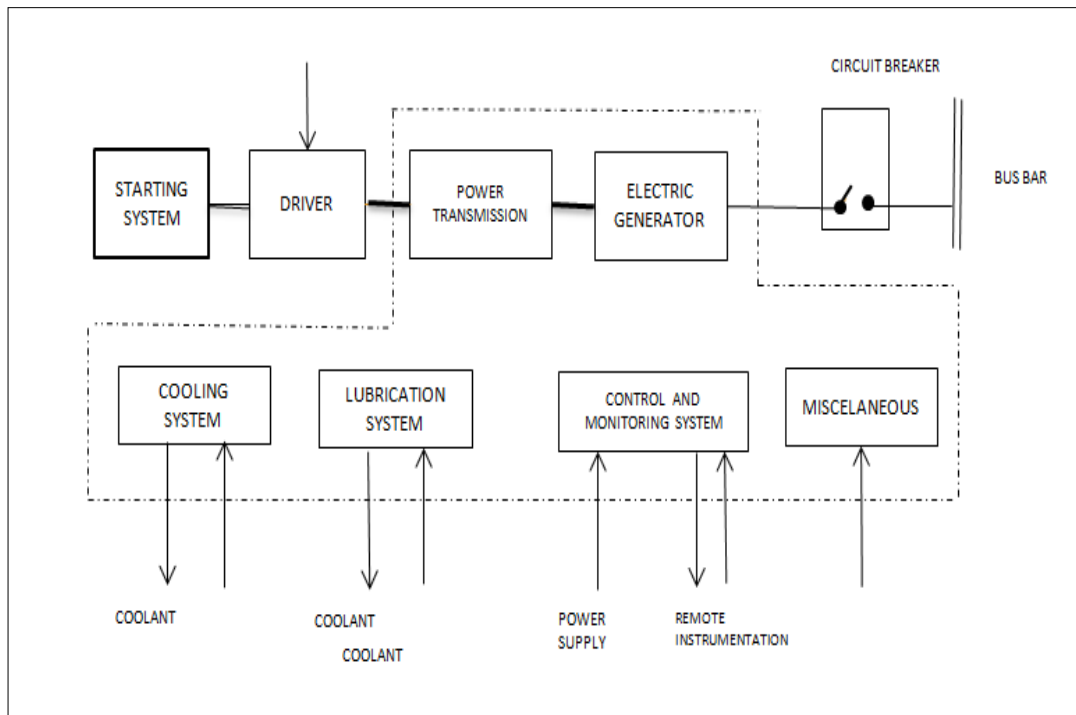 CIRCUIT BREAKER
STARTING
SYSTEM
DRIVER
POWER
TRANSMISSION
ELECTRIC
GENERATOR
BUS BAR
COOLING
SYSTEM
LUBRICATION
SYSTEM
CONTROL AND
MONITORING SYSTEM
MISCELANEOUS
COOLANT
COOLANT
COOLANT
POWER
SUPPLY
REMOTE
INSTRUMENTATION